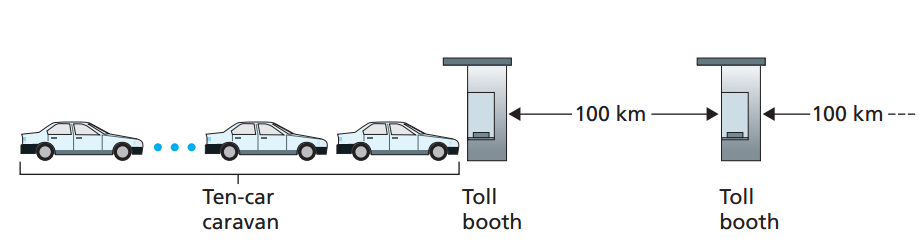 100 km
100 km
Ten-car
caravan
Toll
booth
Toll
booth